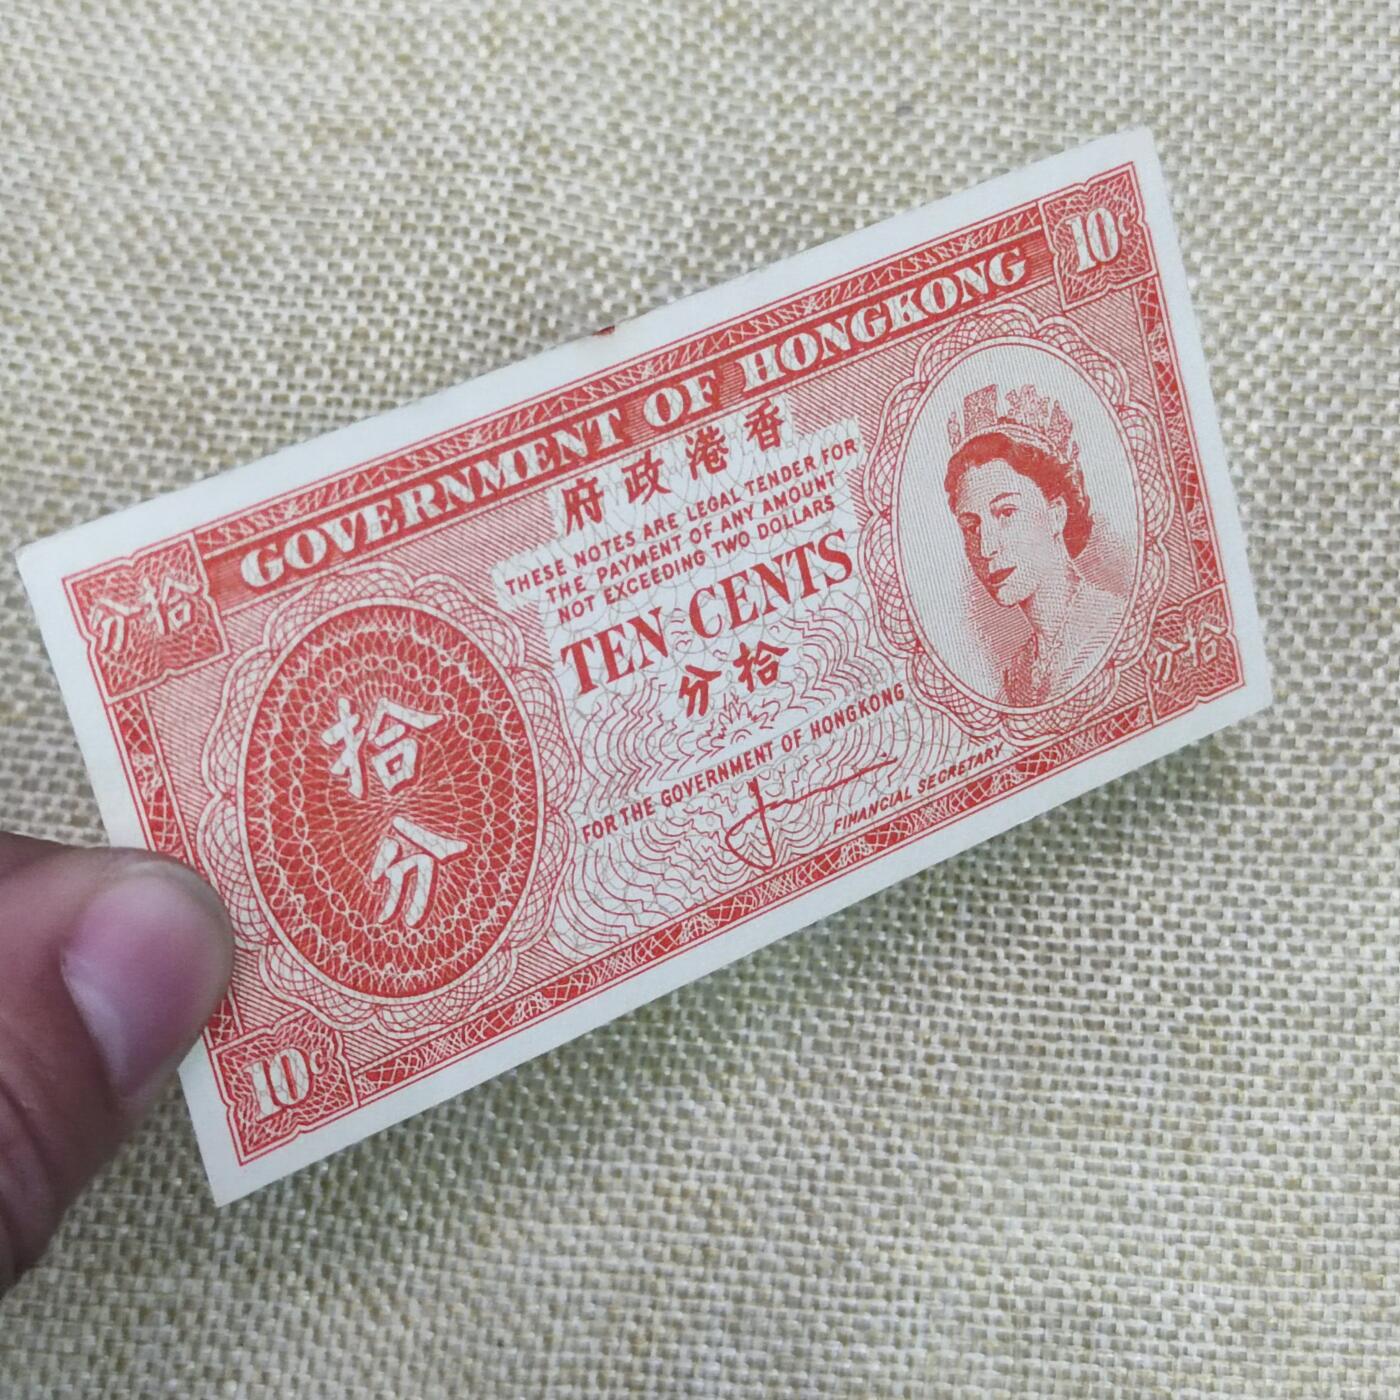 10ᶜ
GOVERNMENT OF HONGKONG
分拾
府政港香
THESE NOTES ARE LEGAL TENDER FOR
THE PAYMENT OF ANY AMOUNT
NOT EXCEEDING TWO DOLLARS
TEN CENTS
分拾
拾
分
分拾
FOR THE GOVERNMENT OF HONGKONG
FINANCIAL SECRETARY
10ᶜ